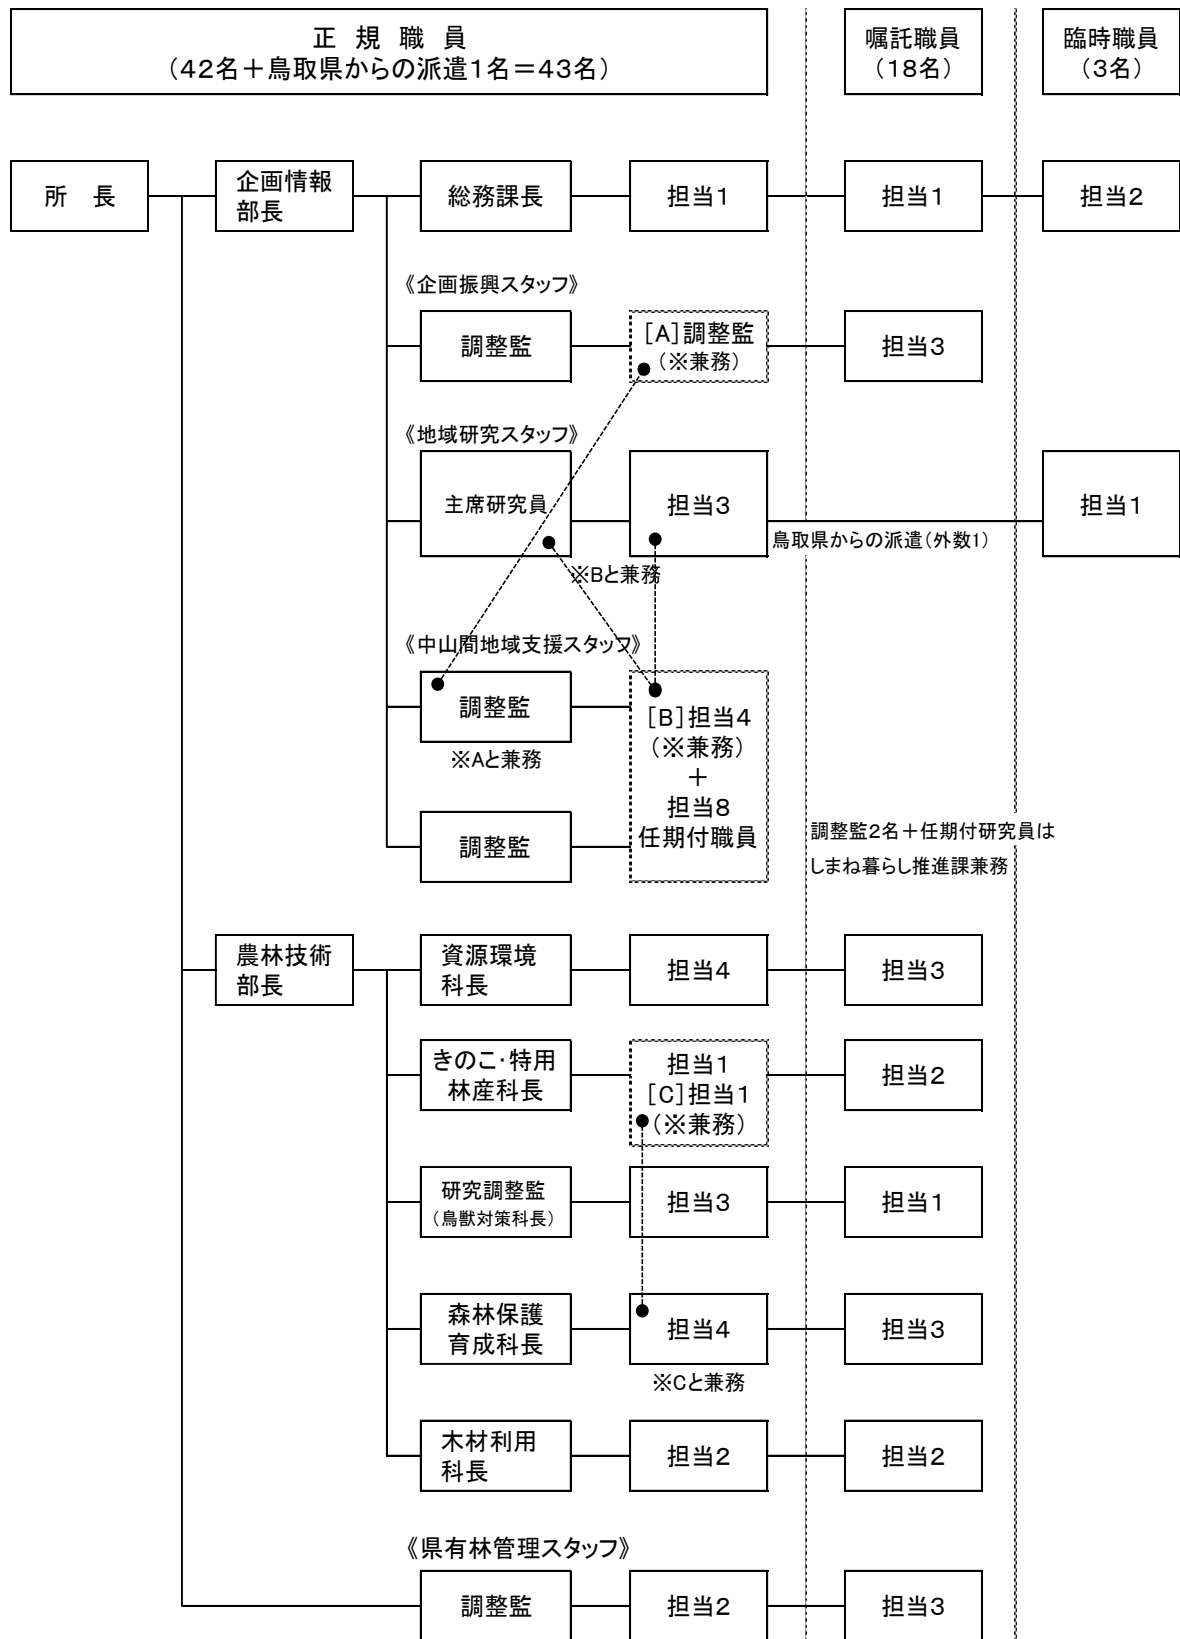 正 規 職 員
（42名＋鳥取県からの派遣1名＝43名）
嘱託職員
（18名）
臨時職員
（3名）
所　長
企画情報
部長
総務課長
担当1
担当1
担当2
《企画振興スタッフ》
調整監
［A］調整監
（※兼務）
担当3
《地域研究スタッフ》
主席研究員
担当3
担当1
鳥取県からの派遣（外数1）
※Bと兼務
《中山間地域支援スタッフ》
調整監
※Aと兼務
［B］担当4
（※兼務）
＋
担当8
任期付職員
調整監
調整監2名＋任期付研究員は
しまね暮らし推進課兼務
農林技術
部長
資源環境
科長
担当4
担当3
きのこ・特用
林産科長
担当1
［C］担当1
（※兼務）
担当2
研究調整監
（鳥獣対策科長）
担当3
担当1
森林保護
育成科長
担当4
担当3
※Cと兼務
木材利用
科長
担当2
担当2
《県有林管理スタッフ》
調整監
担当2
担当3